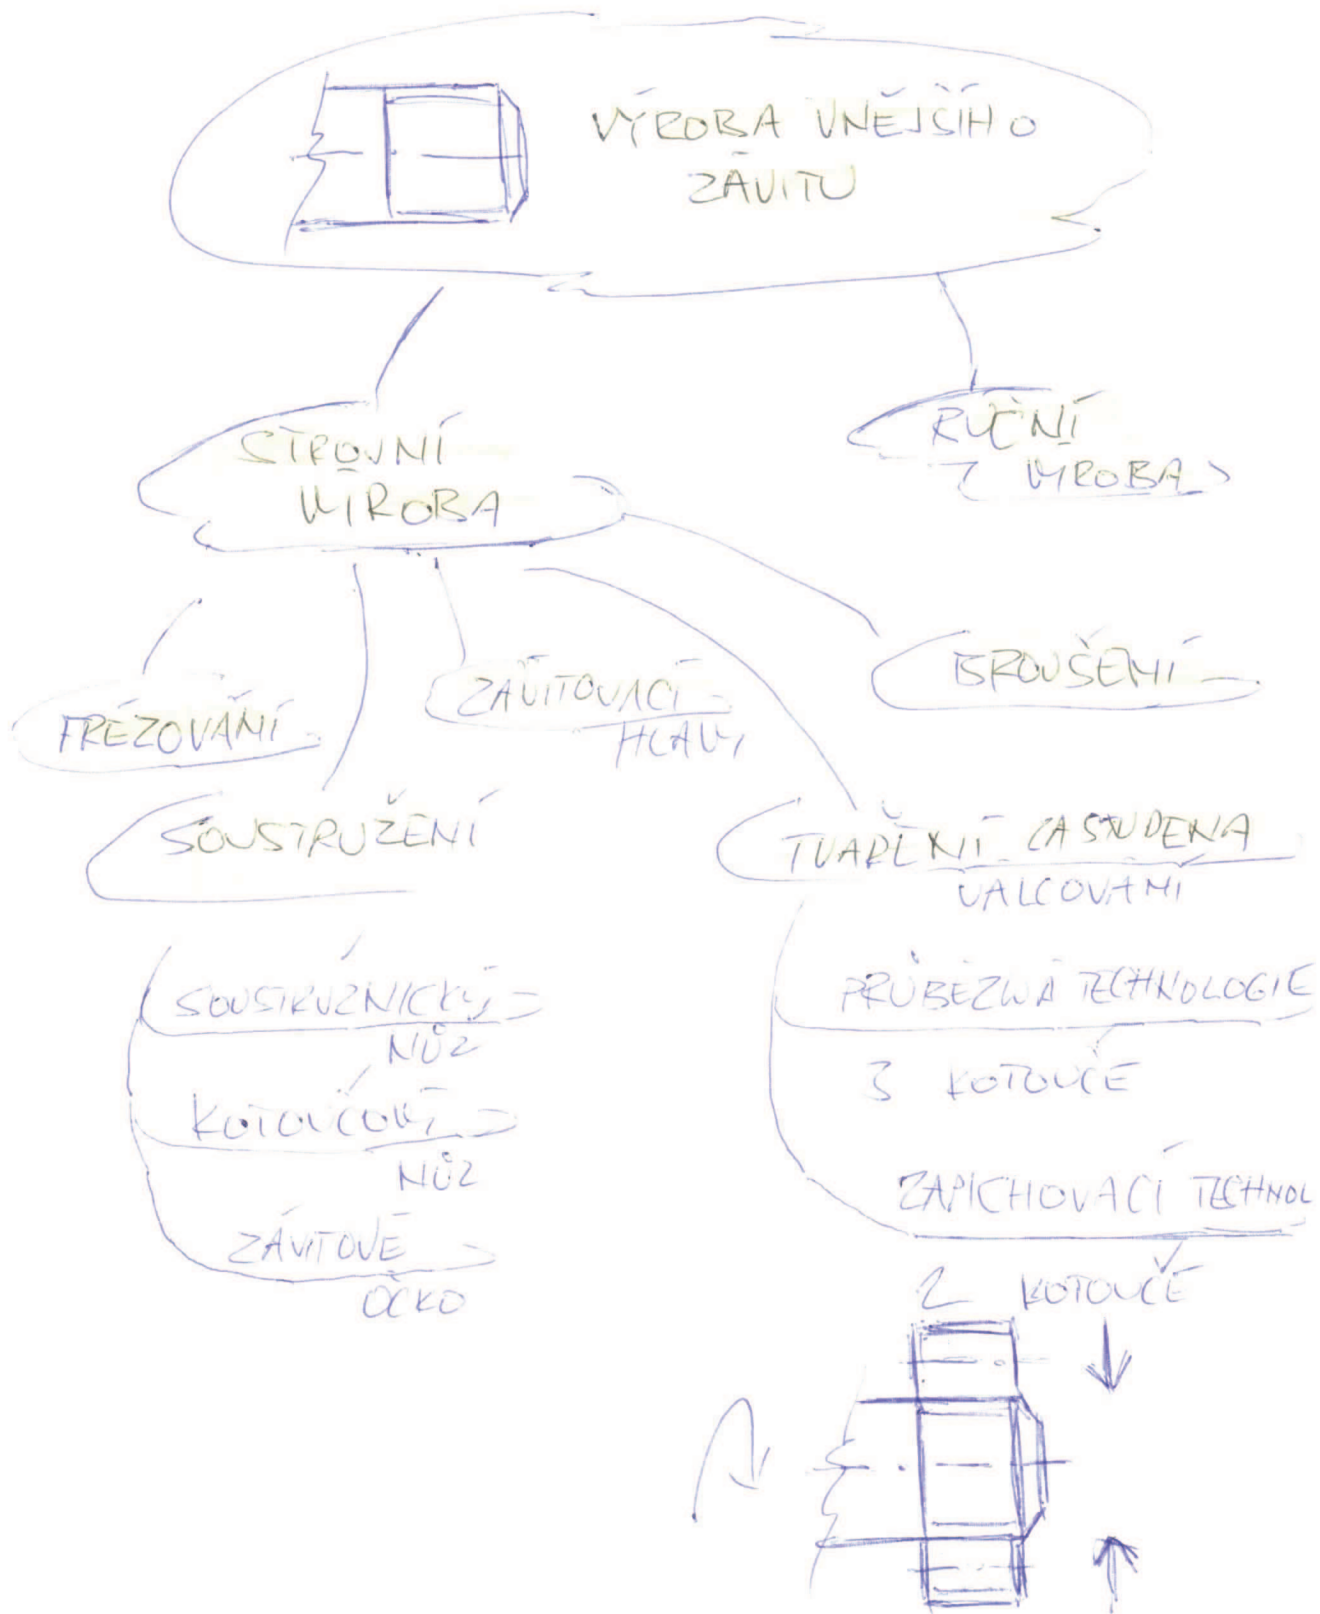 VÝROBA VNĚJŠÍHO
ZÁVITU
STROJNÍ
VÝROBA
RUČNÍ
VÝROBA
BROUŠENÍ
ZÁVITOVACÍ
HLAVY
FRÉZOVÁNÍ
SOUSTRUŽENÍ
TVÁŘENÍ ZA STUDENA
VÁLCOVÁNÍ
SOUSTRUŽNICKÝ
NŮŽ
KOTOUČOVÝ
NŮŽ
ZÁVITOVÉ
OČKO
PRŮBĚŽNÁ TECHNOLOGIE
3 KOTOUČE
ZAPICHOVACÍ TECHNOL
2 KOTOUČE